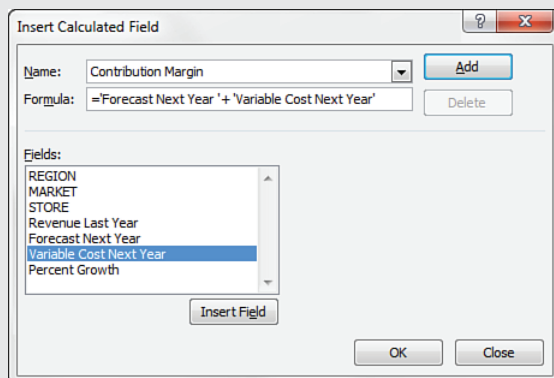 Insert Calculated Field
Name: Contribution Margin Add
Formula: ='Forecast Next Year '+ 'Variable Cost Next Year' Delete
Fields:
REGION
MARKET
STORE
Revenue Last Year
Forecast Next Year
Variable Cost Next Year
Percent Growth
Insert Field
OK Close